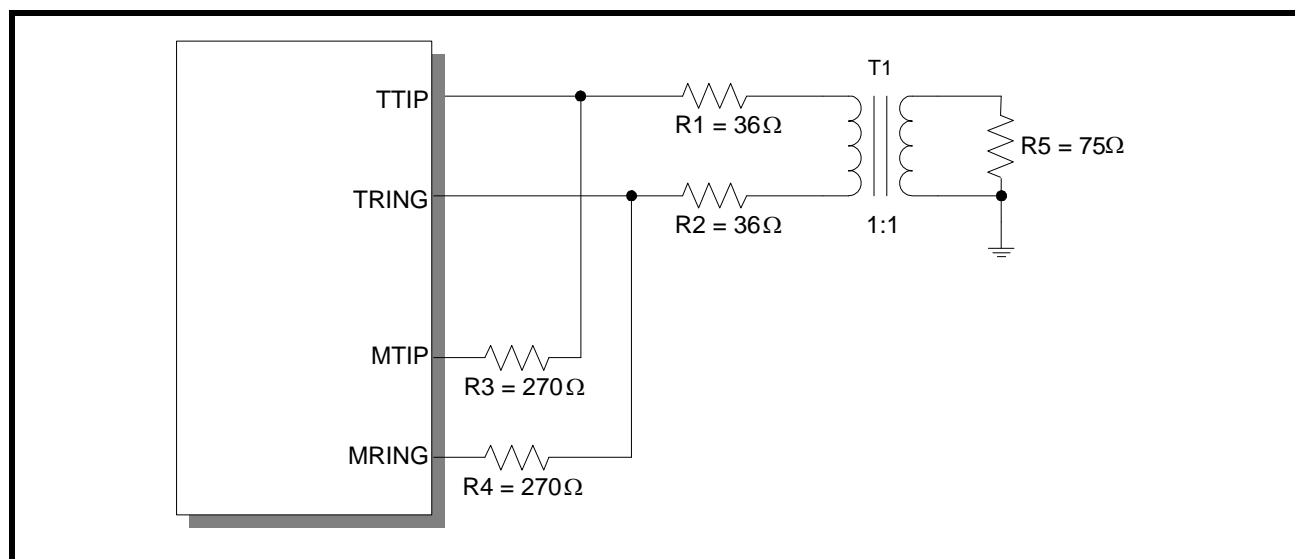 TTIP
T1
R1 = 36Ω
R5 = 75Ω
TRING
R2 = 36Ω
1:1
MTIP
R3 = 270Ω
MRING
R4 = 270Ω